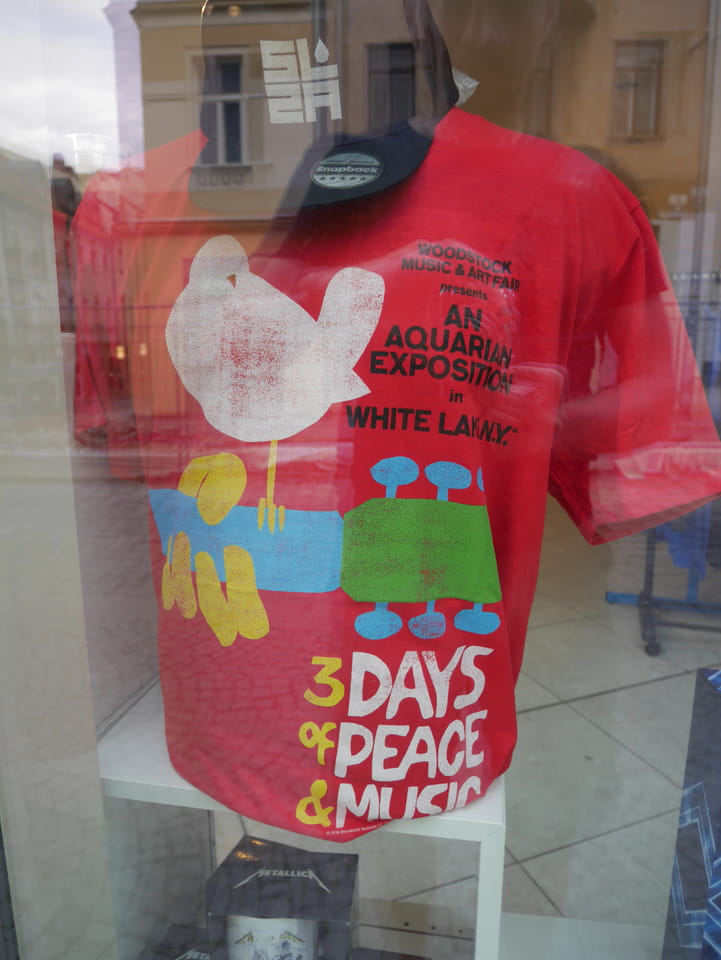 Snapback
WOODSTOCK
MUSIC & ART FAIR
presents
AN
AQUARIAN
EXPOSITION
in
WHITE LAKE N.Y.
3 DAYS
of PEACE
& MUSIC
METALLICA